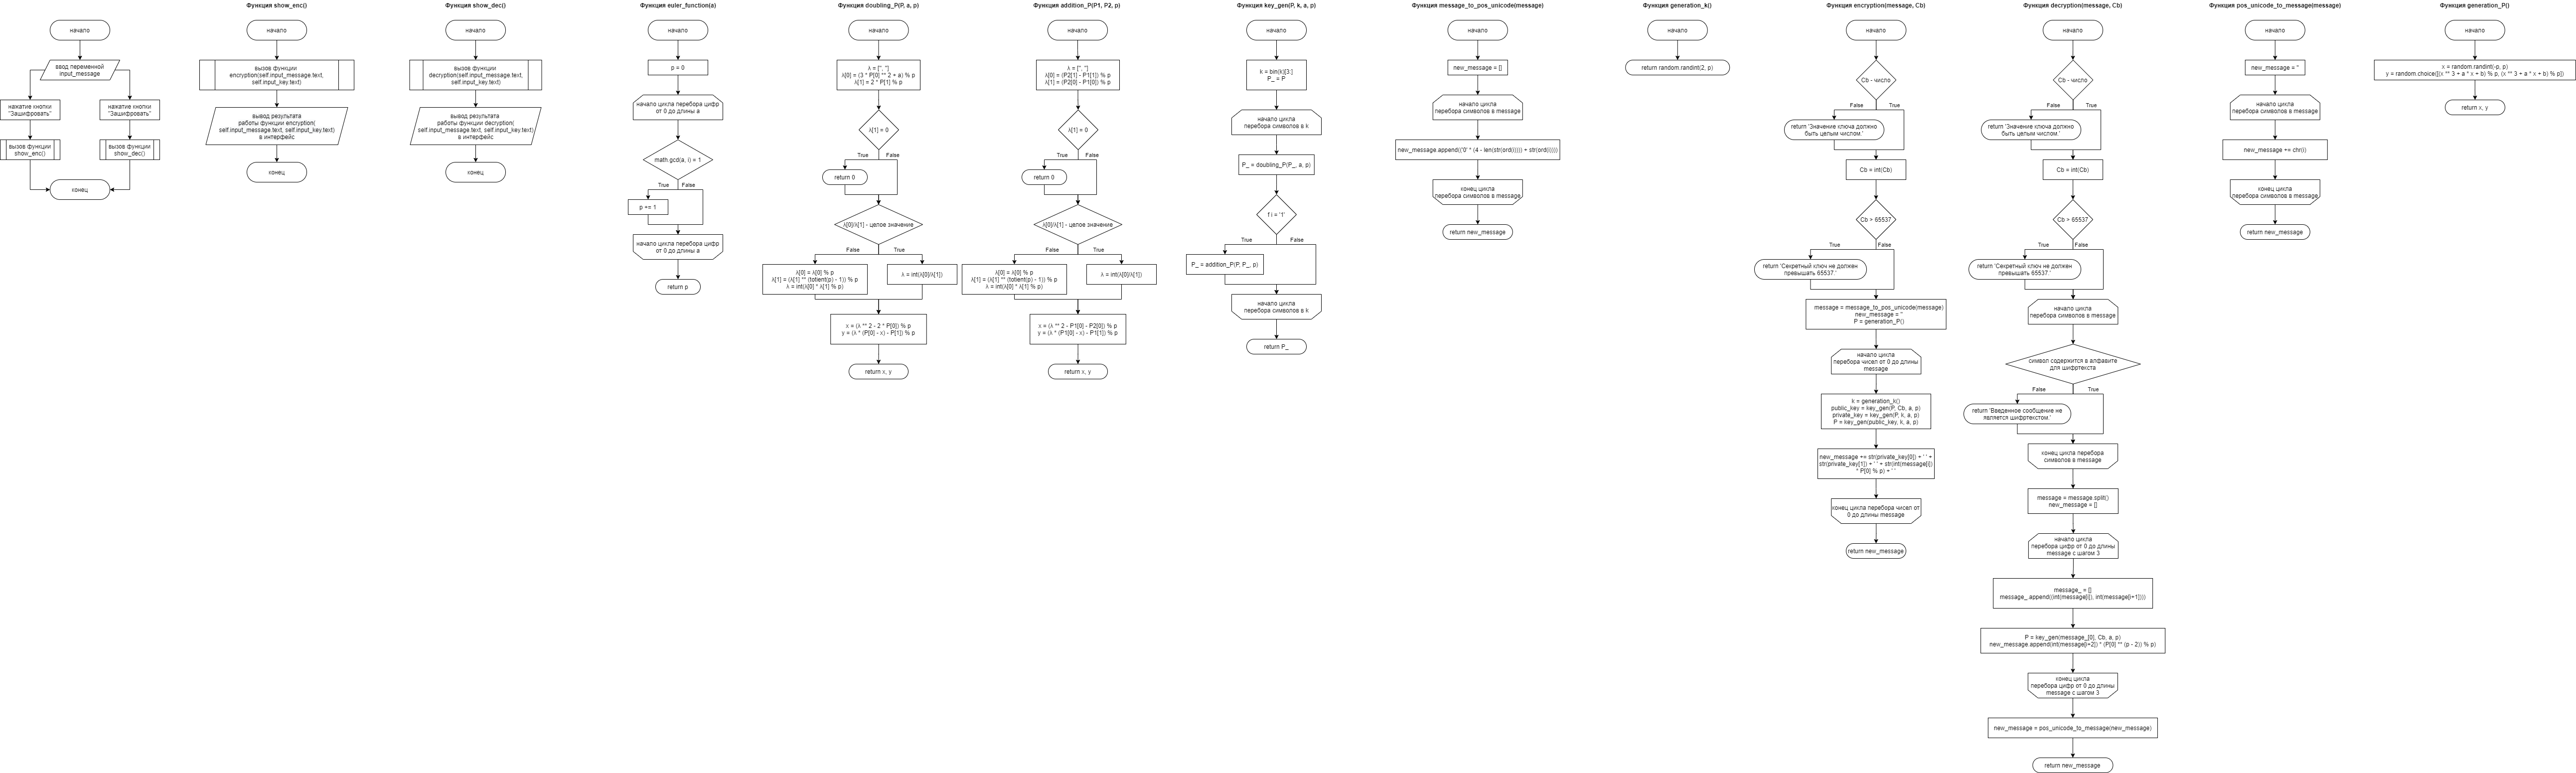 начало
ввод переменной
input_message
нажатие кнопки
"Зашифровать"
нажатие кнопки
"Зашифровать"
вызов функции
show_enc()
вызов функции
show_dec()
конец
Функция show_enc()
начало
вызов функции
encryption(self.input_message.text,
self.input_key.text)
вывод результата
работы функции encryption(
self.input_message.text, self.input_key.text)
в интерфейс
конец
Функция show_dec()
начало
вызов функции
decryption(self.input_message.text,
self.input_key.text)
вывод результата
работы функции decryption(
self.input_message.text, self.input_key.text)
в интерфейс
конец
Функция euler_function(a)
начало
p = 0
начало цикла перебора цифр
от 0 до длины a
math.gcd(a, i) = 1
True
False
p += 1
начало цикла перебора цифр
от 0 до длины a
return p
Функция doubling_P(P, a, p)
начало
λ = ['', '']
λ[0] = (3 * P[0] ** 2 + a) % p
λ[1] = 2 * P[1] % p
λ[1] = 0
True
False
return 0
λ[0]/λ[1] - целое значение
False
True
λ[0] = λ[0] % p
λ[1] = (λ[1] ** (totient(p) - 1)) % p
λ = int(λ[0] * λ[1] % p)
λ = int(λ[0]/λ[1])
x = (λ ** 2 - 2 * P[0]) % p
y = (λ * (P[0] - x) - P[1]) % p
return x, y
Функция addition_P(P1, P2, p)
начало
λ = ['', '']
λ[0] = (P2[1] - P1[1]) % p
λ[1] = (P2[0] - P1[0]) % p
λ[1] = 0
True
False
return 0
λ[0]/λ[1] - целое значение
False
True
λ[0] = λ[0] % p
λ[1] = (λ[1] ** (totient(p) - 1)) % p
λ = int(λ[0] * λ[1] % p)
λ = int(λ[0]/λ[1])
x = (λ ** 2 - P1[0] - P2[0]) % p
y = (λ * (P1[0] - x) - P1[1]) % p
return x, y
Функция key_gen(P, k, a, p)
начало
k = bin(k)[3:]
P_ = P
начало цикла
перебора символов в k
P_ = doubling_P(P_, a, p)
f i = '1'
True
False
P_ = addition_P(P, P_, p)
начало цикла
перебора символов в k
return P_
Функция message_to_pos_unicode(message)
начало
new_message = []
начало цикла
перебора символов в message
new_message.append(('0' * (4 - len(str(ord(i))))) + str(ord(i)))))
конец цикла
перебора символов в message
return new_message
Функция generation_k()
начало
return random.randint(2, p)
Функция encryption(message, Cb)
начало
Cb - число
False
True
return 'Значение ключа должно
быть целым числом.'
Cb = int(Cb)
Cb > 65537
True
False
return 'Секретный ключ не должен
превышать 65537.'
message = message_to_pos_unicode(message)
new_message = ''
P = generation_P()
начало цикла
перебора чисел от 0 до длины
message
k = generation_k()
public_key = key_gen(P, Cb, a, p)
private_key = key_gen(P, k, a, p)
P = key_gen(public_key, k, a, p)
new_message += str(private_key[0]) + ' ' +
str(private_key[1]) + ' ' + str(int(message[i])
* P[0] % p) + ' '
конец цикла перебора чисел от
0 до длины message
return new_message
Функция decryption(message, Cb)
начало
Cb - число
False
True
return 'Значение ключа должно
быть целым числом.'
Cb = int(Cb)
Cb > 65537
True
False
return 'Секретный ключ не должен
превышать 65537.'
начало цикла
перебора символов в message
символ содержится в алфавите
для шифртекста
False
True
return 'Введенное сообщение не
является шифртекстом.'
конец цикла перебора
символов в message
message = message.split()
new_message = []
начало цикла
перебора цифр от 0 до длины
message с шагом 3
message_ = []
message_.append((int(message[i]), int(message[i+1])))
P = key_gen(message_[0], Cb, a, p)
new_message.append(int(message[i+2]) * (P[0] ** (p - 2)) % p)
конец цикла
перебора цифр от 0 до длины
message с шагом 3
new_message = pos_unicode_to_message(new_message)
return new_message
Функция pos_unicode_to_message(message)
начало
new_message = ''
начало цикла
перебора символов в message
new_message += chr(i)
конец цикла
перебора символов в message
return new_message
Функция generation_P()
начало
x = random.randint(-p, p)
y = random.choice([(x ** 3 + a * x + b) % p, (x ** 3 + a * x + b) % p])
return x, y